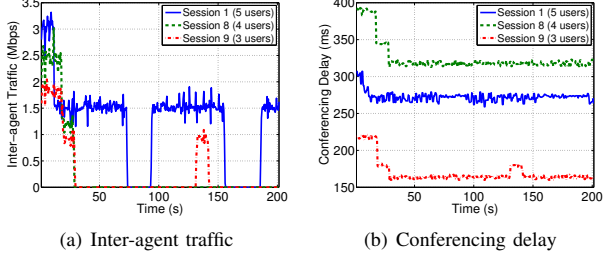 Inter-agent Traffic (Mbps)
3.5
3
2.5
2
1.5
1
0.5
0
50
100
150
200
Time (s)
Session 1 (5 users)
Session 8 (4 users)
Session 9 (3 users)
(a) Inter-agent traffic
Conferencing Delay (ms)
400
350
300
250
200
150
50
100
150
200
Time (s)
Session 1 (5 users)
Session 8 (4 users)
Session 9 (3 users)
(b) Conferencing delay